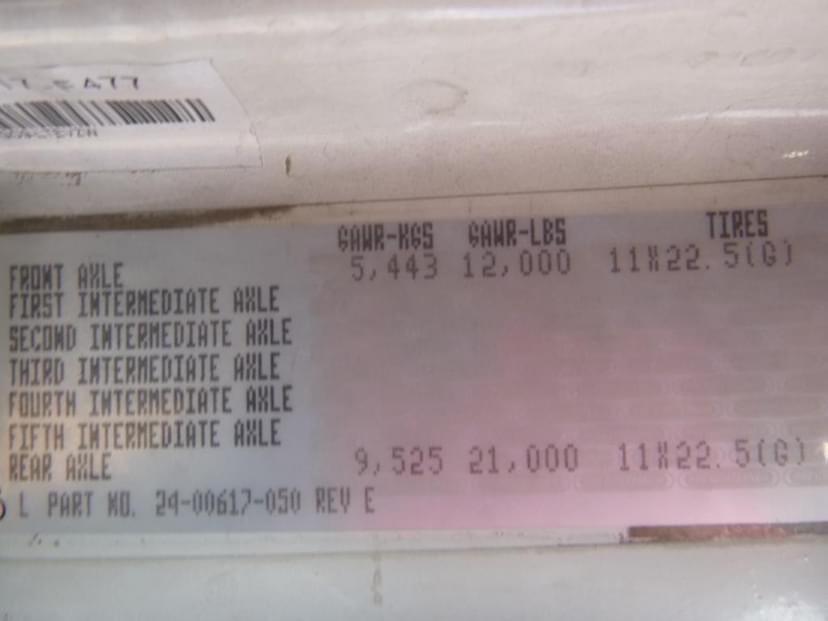 GAWR-KGS GAWR-LBS TIRES
FRONT AXLE 5,443 12,000 11X22.5(G)
FIRST INTERMEDIATE AXLE
SECOND INTERMEDIATE AXLE
THIRD INTERMEDIATE AXLE
FOURTH INTERMEDIATE AXLE
FIFTH INTERMEDIATE AXLE
REAR AXLE 9,525 21,000 11X22.5(G)
L PART NO. 24-00617-050 REV E